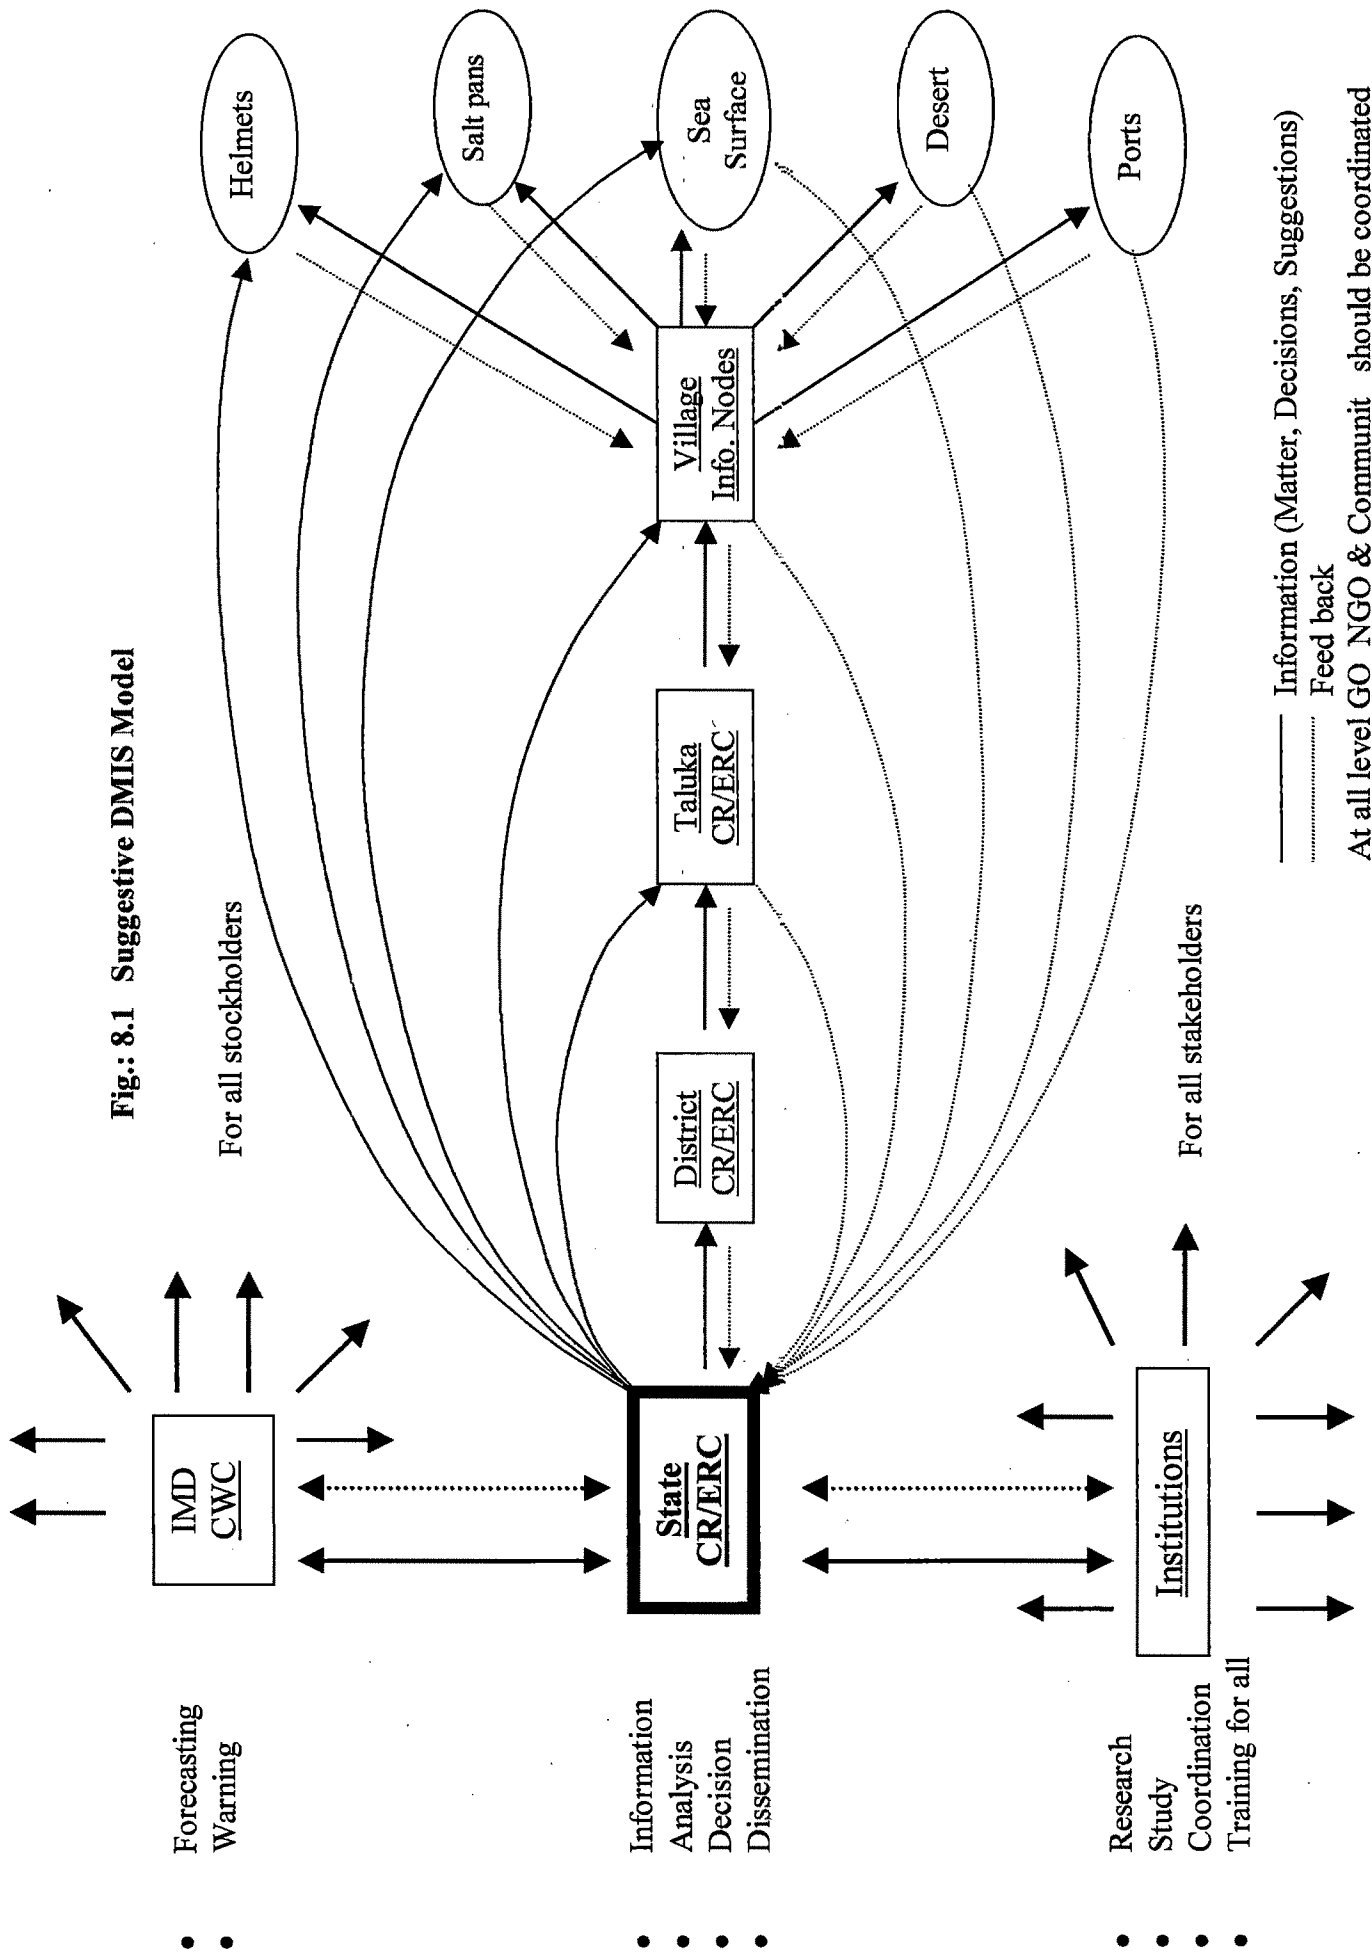 Fig.: 8.1 Suggestive DMIS Model
• Forecasting
• Warning
IMD
CWC
For all stockholders
Helmets
Salt pans
Sea
Surface
Desert
Ports
• Information
• Analysis
• Decision
• Dissemination
State
CR/ERC
District
CR/ERC
Taluka
CR/ERC
Village
Info. Nodes
• Research
• Study
• Coordination
• Training for all
Institutions
For all stakeholders
Information (Matter, Decisions, Suggestions)
Feed back
At all level GO NGO & Communit should be coordinated